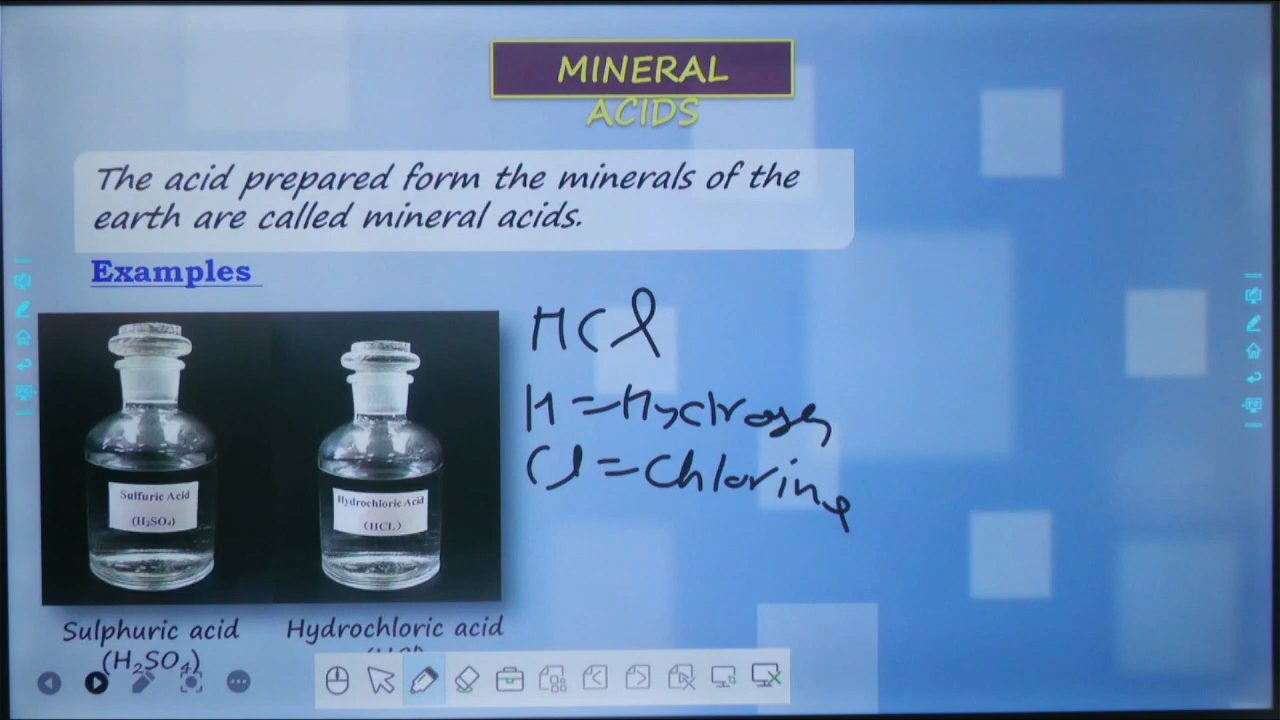 MINERAL
ACIDS
The acid prepared form the minerals of the
earth are called mineral acids.
Examples
HCl
H = Hydrogen
Cl = Chlorine
Sulfuric Acid
(H₂SO₄)
Hydrochloric Acid
(HCL)
Sulphuric acid
(H₂SO₄)
Hydrochloric acid